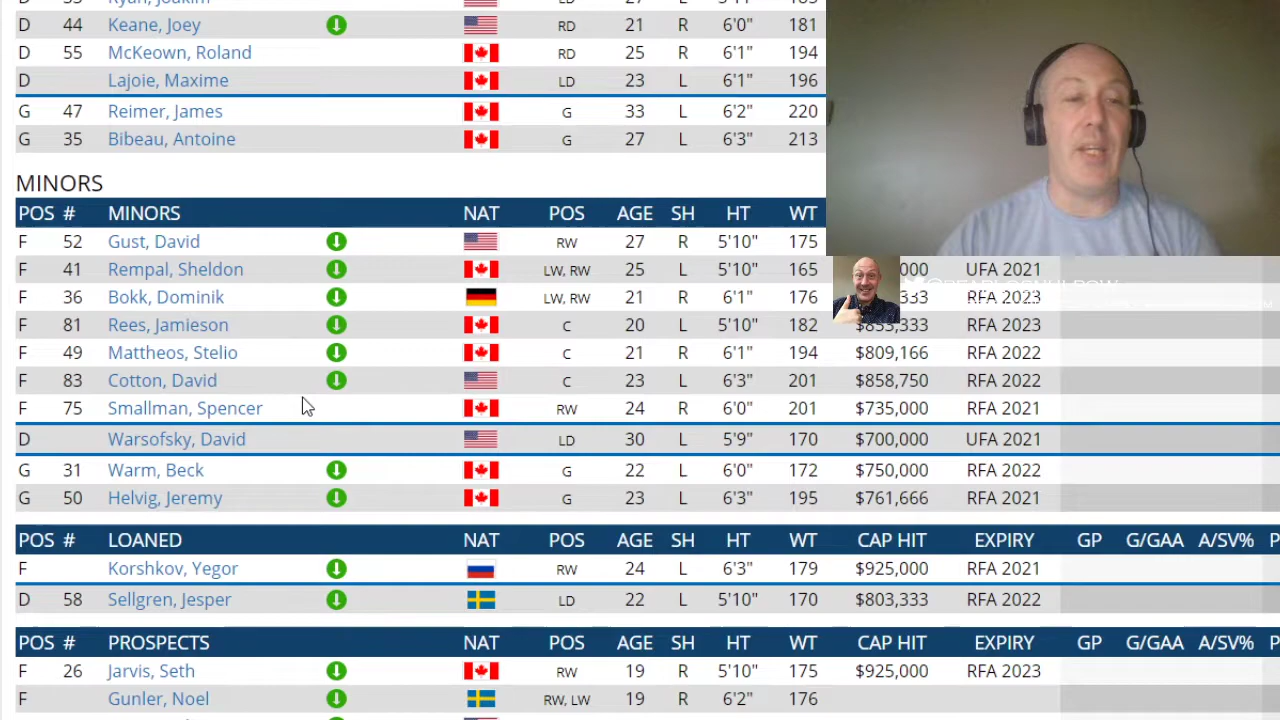 D 44 Keane, Joey RD 21 R 6'0" 181
D 55 McKeown, Roland RD 25 R 6'1" 194
D Lajoie, Maxime LD 23 L 6'1" 196
G 47 Reimer, James G 33 L 6'2" 220
G 35 Bibeau, Antoine G 27 L 6'3" 213
MINORS
POS # MINORS NAT POS AGE SH HT WT
F 52 Gust, David RW 27 R 5'10" 175
F 41 Rempal, Sheldon LW, RW 25 L 5'10" 165 000 UFA 2021
F 36 Bokk, Dominik LW, RW 21 R 6'1" 176 333 RFA 2023
F 81 Rees, Jamieson C 20 L 5'10" 182 $853,333 RFA 2023
F 49 Mattheos, Stelio C 21 R 6'1" 194 $809,166 RFA 2022
F 83 Cotton, David C 23 L 6'3" 201 $858,750 RFA 2022
F 75 Smallman, Spencer RW 24 R 6'0" 201 $735,000 RFA 2021
D Warsofsky, David LD 30 L 5'9" 170 $700,000 UFA 2021
G 31 Warm, Beck G 22 L 6'0" 172 $750,000 RFA 2022
G 50 Helvig, Jeremy G 23 L 6'3" 195 $761,666 RFA 2021
POS # LOANED NAT POS AGE SH HT WT CAP HIT EXPIRY GP G/GAA A/SV% P
F Korshkov, Yegor RW 24 L 6'3" 179 $925,000 RFA 2021
D 58 Sellgren, Jesper LD 22 L 5'10" 170 $803,333 RFA 2022
POS # PROSPECTS NAT POS AGE SH HT WT CAP HIT EXPIRY GP G/GAA A/SV% P
F 26 Jarvis, Seth RW 19 R 5'10" 175 $925,000 RFA 2023
F Gunler, Noel RW, LW 19 R 6'2" 176